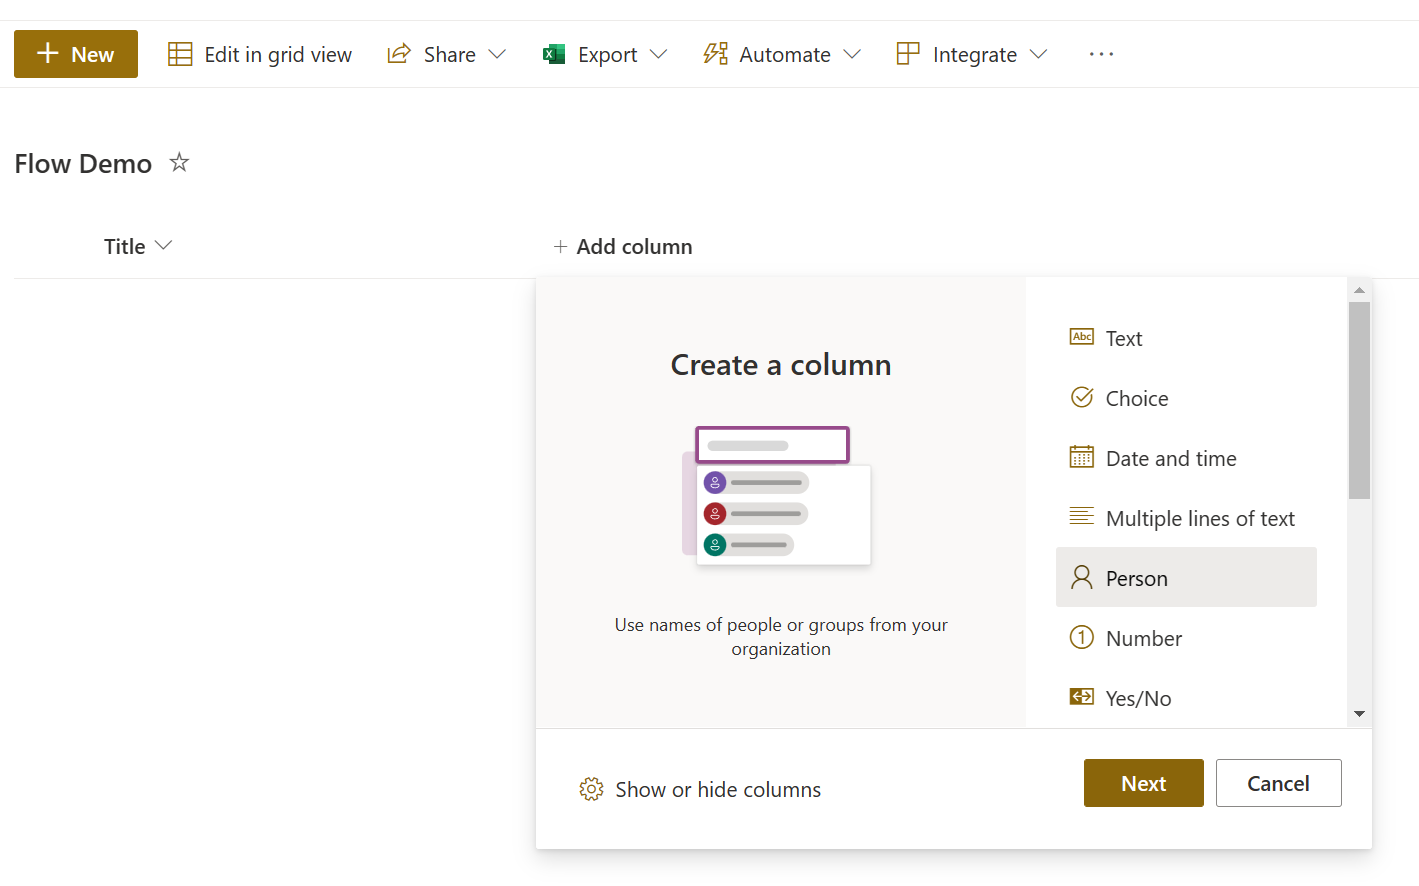 New
Edit in grid view
Share
Export
Automate
Integrate
Flow Demo
Title
Add column
Create a column
Use names of people or groups from your
organization
Abc
Text
Choice
Date and time
Multiple lines of text
Person
1
Number
Yes/No
Show or hide columns
Next
Cancel